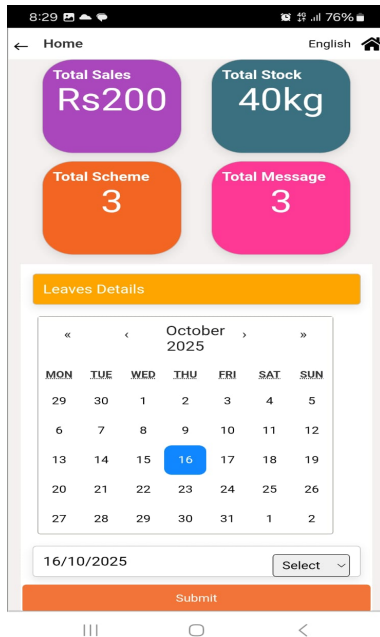 8:29 76%
Home English
Total Sales Total Stock
Rs200 40kg
Total Scheme Total Message
3 3
Leaves Details
« ‹ October › »
2025
MON TUE WED THU FRI SAT SUN
29 30 1 2 3 4 5
6 7 8 9 10 11 12
13 14 15 16 17 18 19
20 21 22 23 24 25 26
27 28 29 30 31 1 2
16/10/2025 Select
Submit